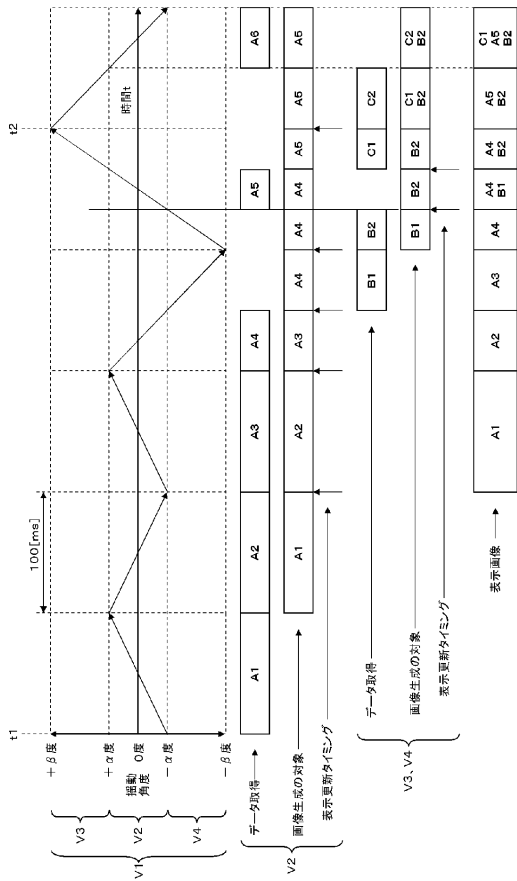 t1
t2
100[ms]
+β度
+α度
0度
-α度
-β度
揺動
角度
時間t
V3
V2
V4
V1
データ取得
A1
A2
A3
A4
A5
A6
画像生成の対象
A1
A2
A3
A4
A4
A4
A5
A5
A5
表示更新タイミング
V2
データ取得
B1
B2
C1
C2
画像生成の対象
B1
B2
B2
C1
B2
C2
B2
表示更新タイミング
V3、V4
表示画像
A1
A2
A3
A4
A4
B1
A4
B2
A5
B2
C1
A5
B2